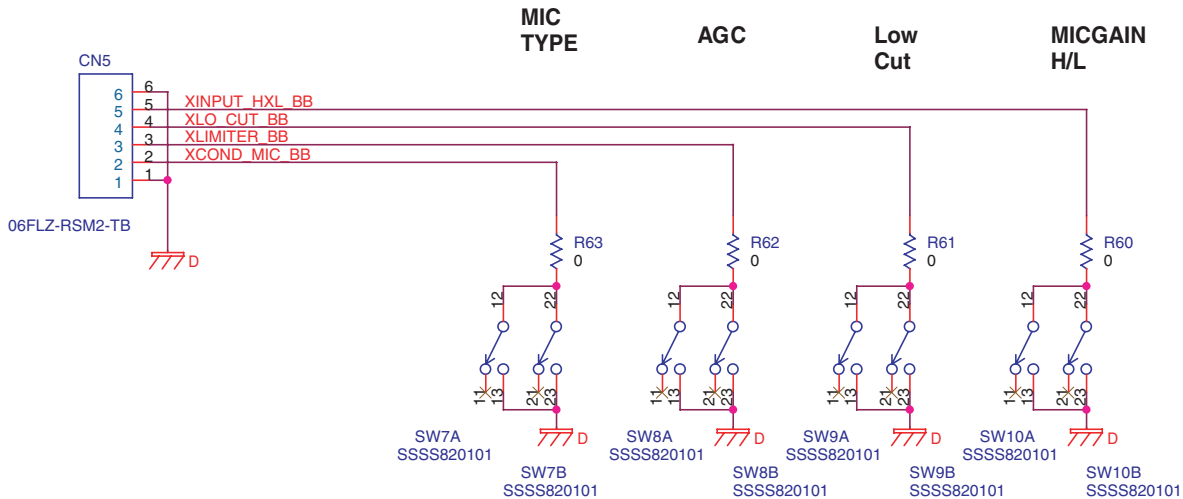 MIC
TYPE
AGC
Low
Cut
MICGAIN
H/L
CN5
6 6
5 5 XINPUT_HXL_BB
4 4 XLO_CUT_BB
3 3 XLIMITER_BB
2 2 XCOND_MIC_BB
1 1
06FLZ-RSM2-TB
D
R63
0
R62
0
R61
0
R60
0
12 22 12 22 12 22 12 22
11 13 21 23 11 13 21 23 11 13 21 23 11 13 21 23
D D D D
SW7A
SSSS820101
SW8A
SSSS820101
SW9A
SSSS820101
SW10A
SSSS820101
SW7B
SSSS820101
SW8B
SSSS820101
SW9B
SSSS820101
SW10B
SSSS820101